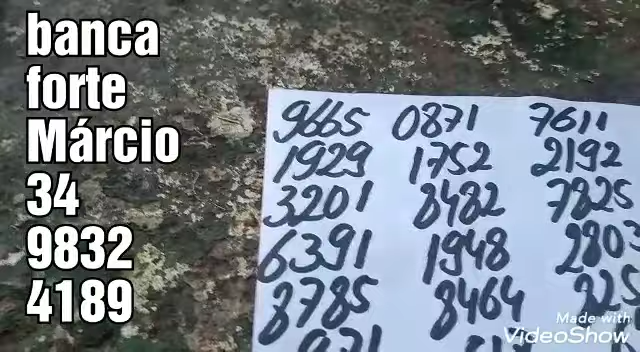 banca
forte
Márcio
34
9832
4189
9665 0871 7611
1929 1752 2192
3201 8482 7825
6391 1948 2803
8785 8464
Made with
VideoShow